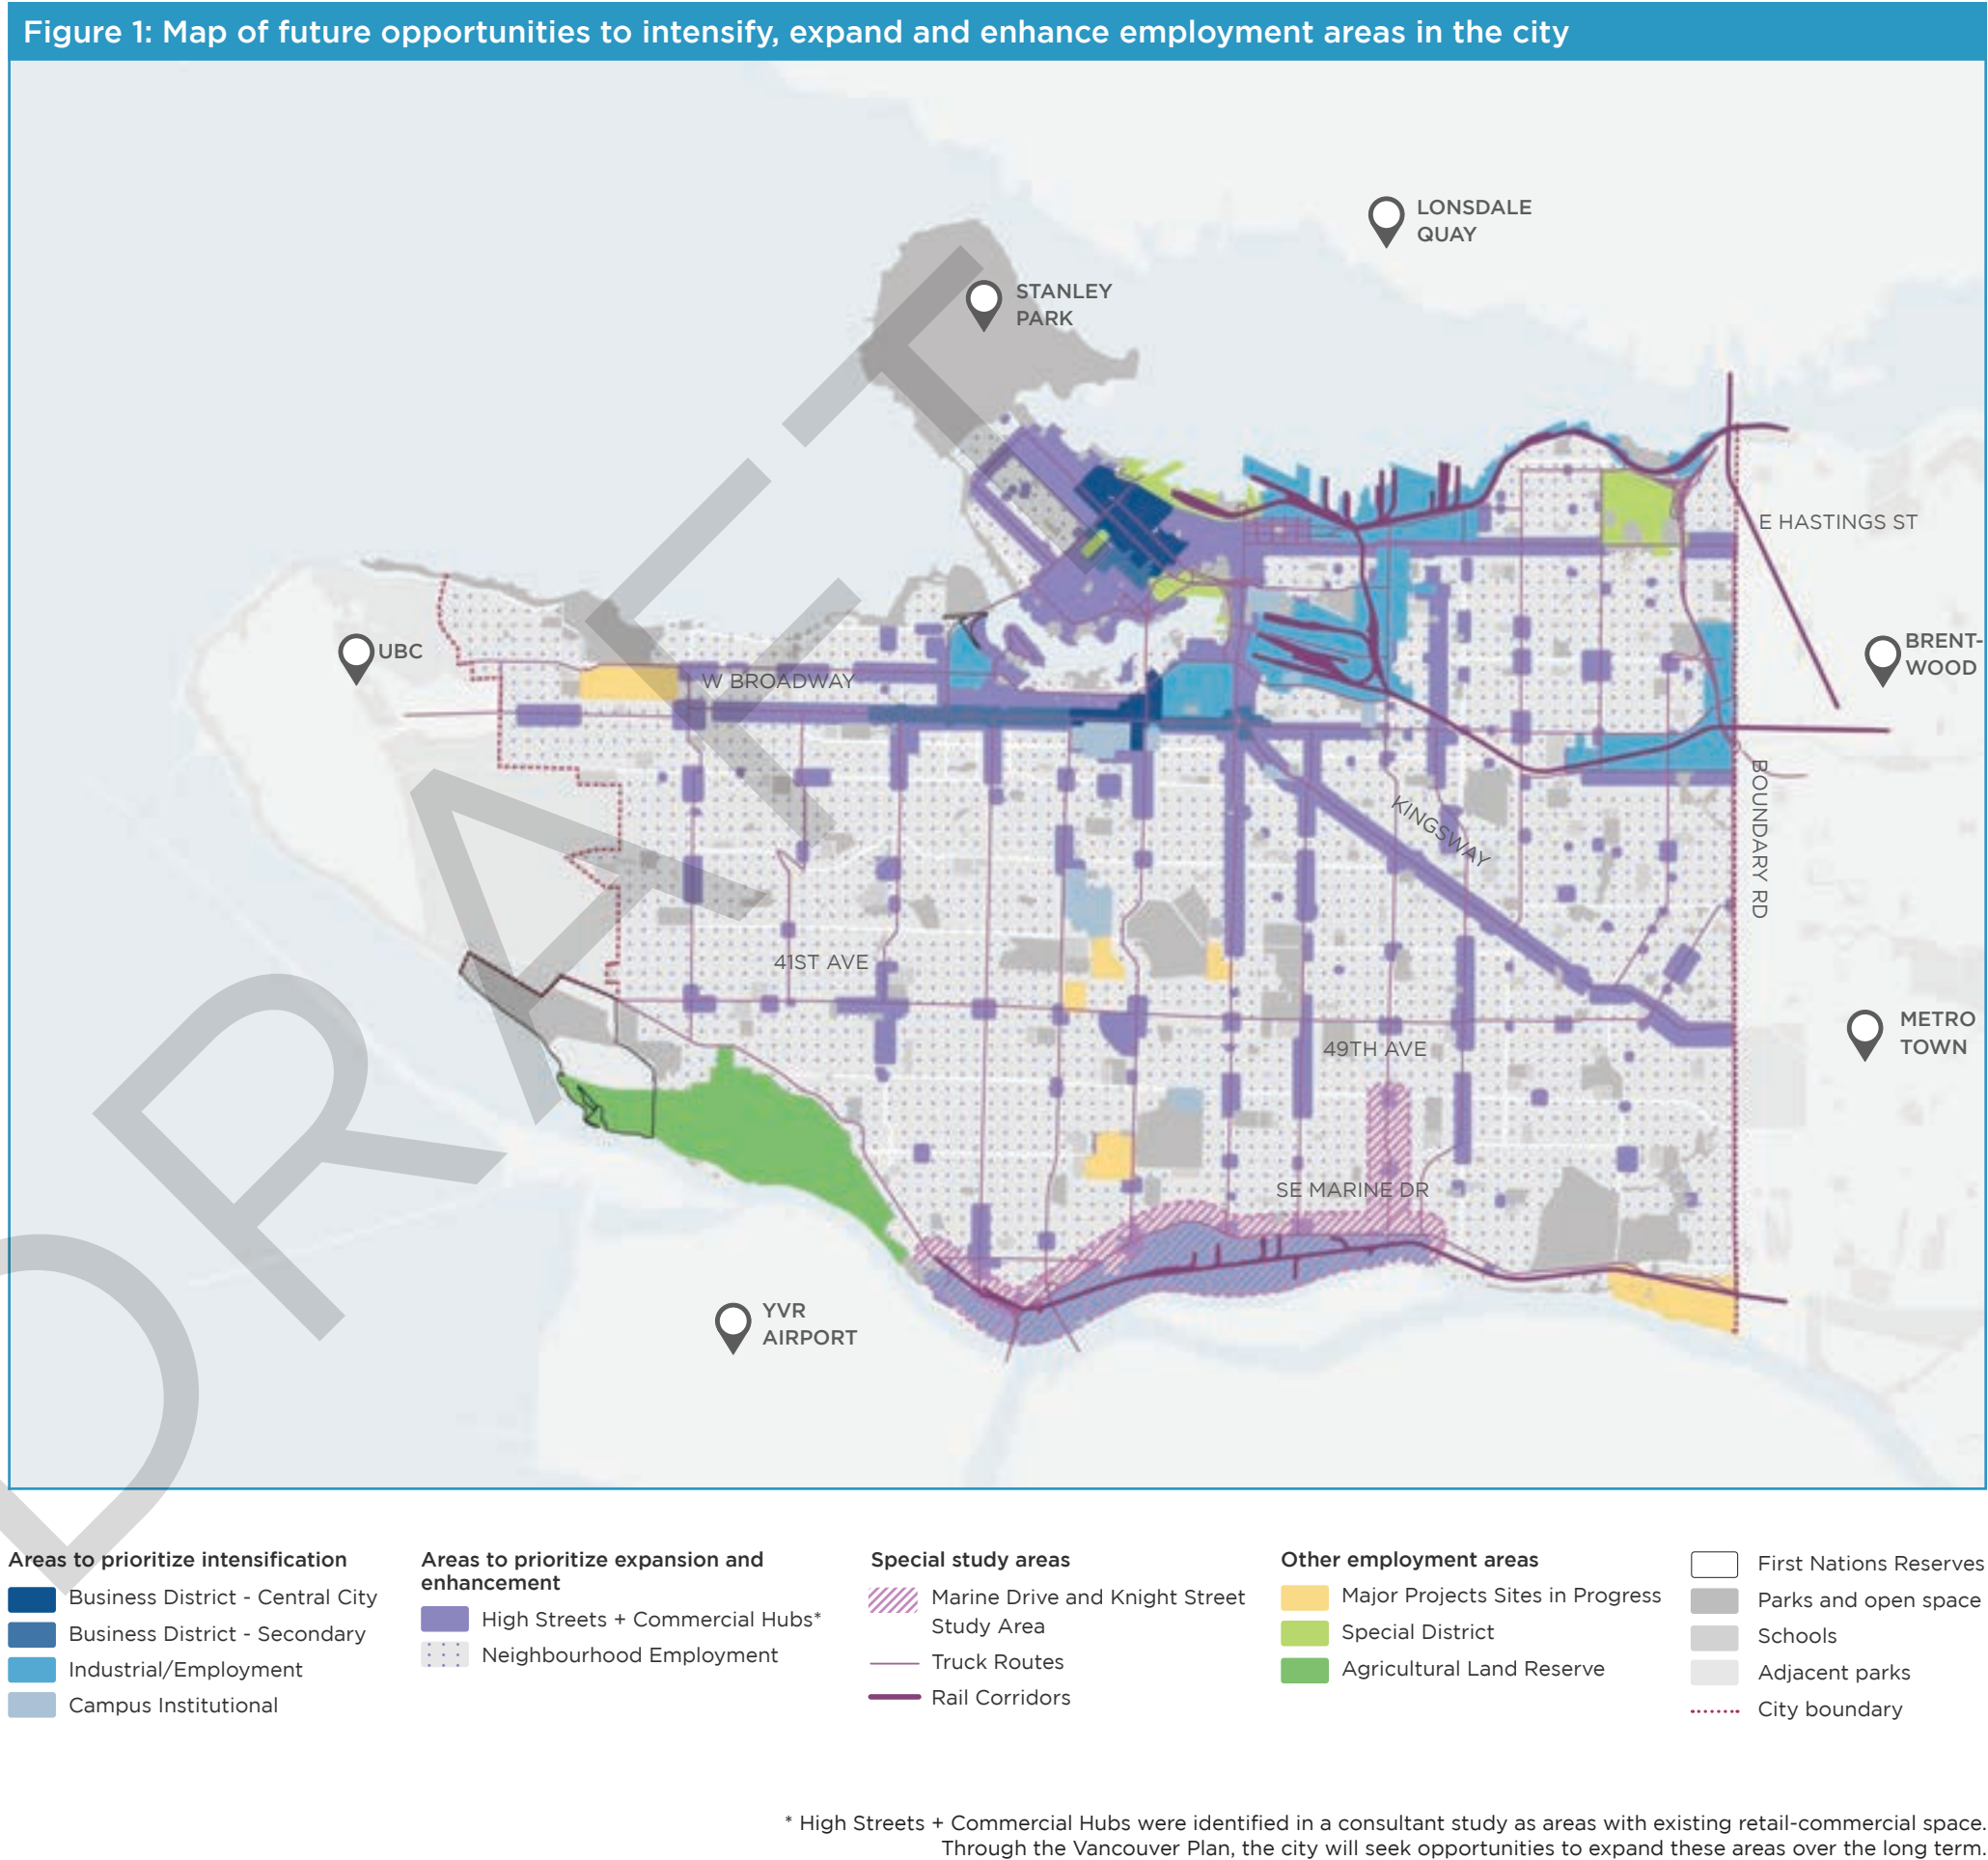 Figure 1: Map of future opportunities to intensify, expand and enhance employment areas in the city
LONSDALE
QUAY
STANLEY
PARK
E HASTINGS ST
UBC
BRENT-
WOOD
W BROADWAY
BOUNDARY RD
KINGSWAY
41ST AVE
METRO
TOWN
49TH AVE
SE MARINE DR
YVR
AIRPORT
DRAFT
Areas to prioritize intensification
Business District - Central City
Business District - Secondary
Industrial/Employment
Campus Institutional
Areas to prioritize expansion and
enhancement
High Streets + Commercial Hubs*
Neighbourhood Employment
Special study areas
Marine Drive and Knight Street
Study Area
Truck Routes
Rail Corridors
Other employment areas
Major Projects Sites in Progress
Special District
Agricultural Land Reserve
First Nations Reserves
Parks and open space
Schools
Adjacent parks
City boundary
* High Streets + Commercial Hubs were identified in a consultant study as areas with existing retail-commercial space.
Through the Vancouver Plan, the city will seek opportunities to expand these areas over the long term.